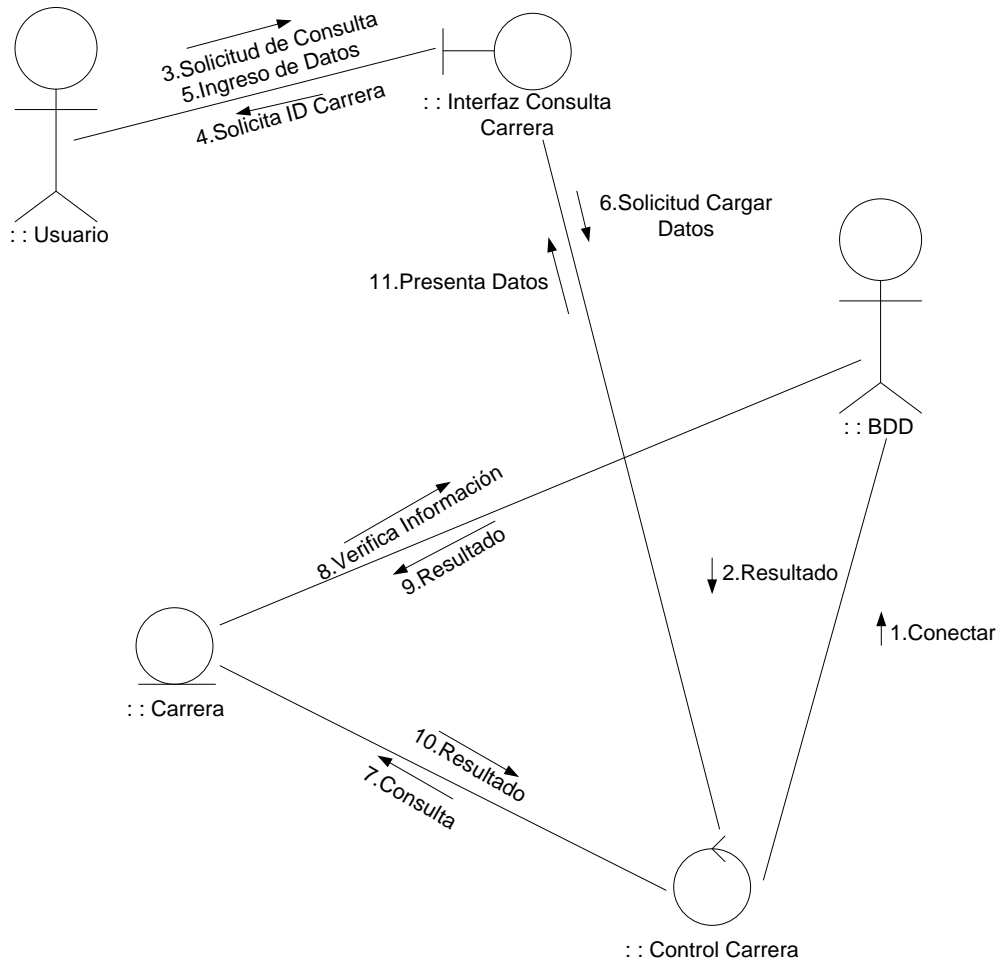 3.Solicitud de Consulta
5.Ingreso de Datos
4.Solicita ID Carrera
: : Interfaz Consulta
Carrera
: : Usuario
6.Solicitud Cargar
Datos
11.Presenta Datos
: : BDD
8.Verifica Información
9.Resultado
2.Resultado
1.Conectar
: : Carrera
10.Resultado
7.Consulta
: : Control Carrera